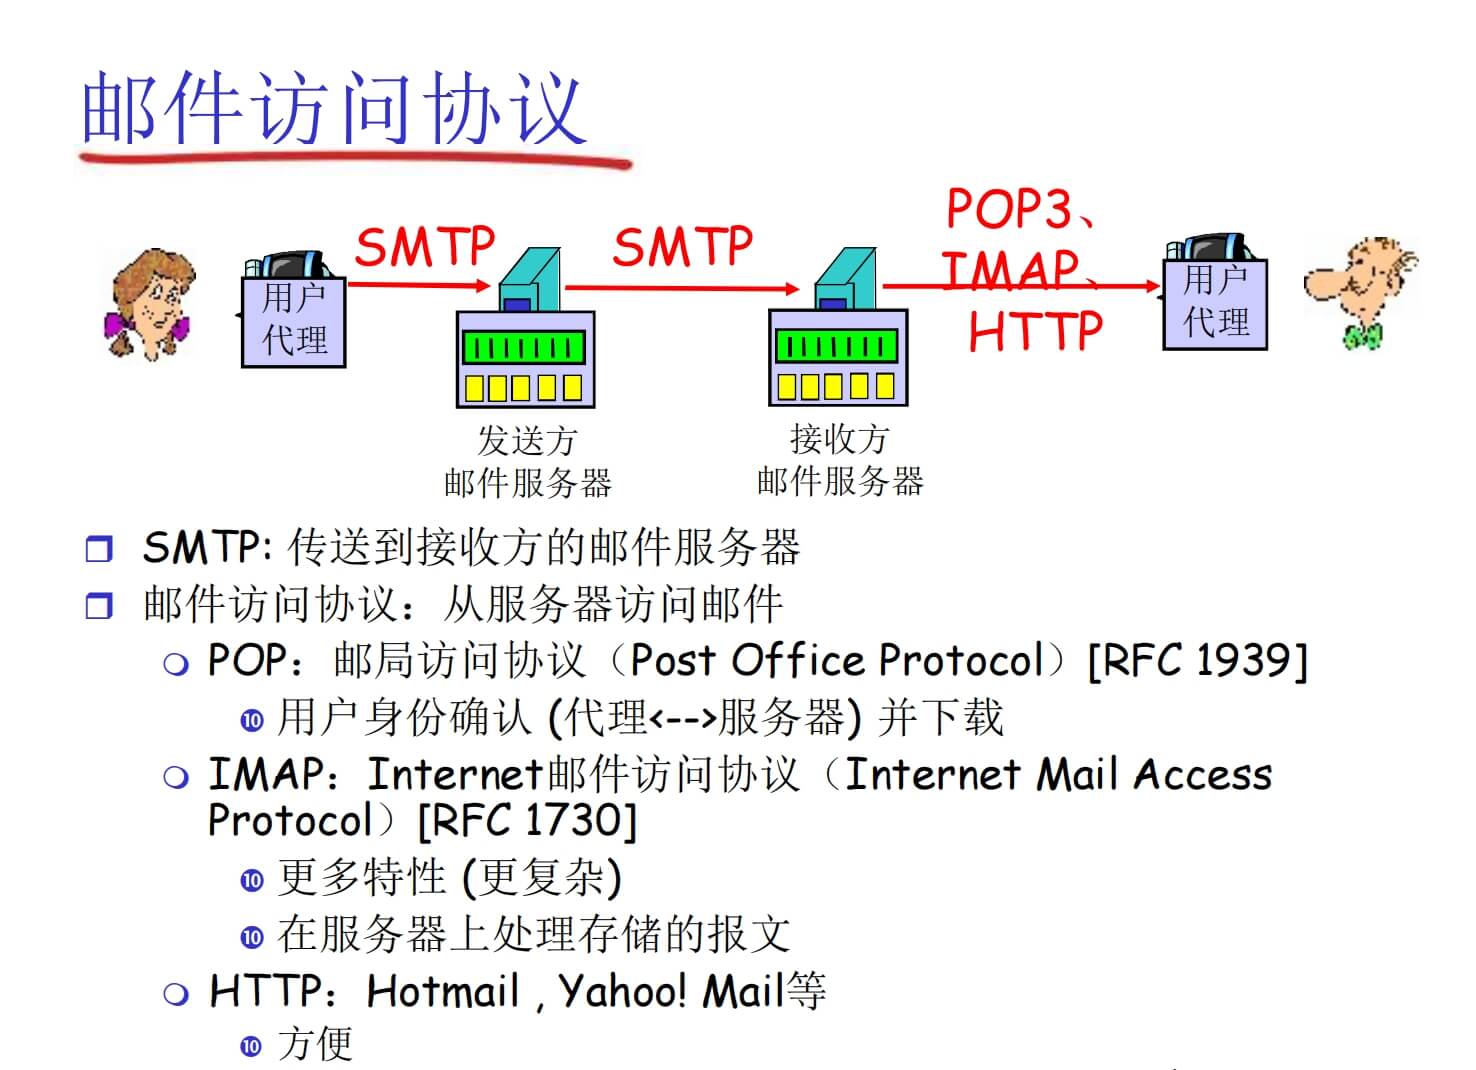 邮件访问协议
SMTP
SMTP
POP3、
IMAP、
HTTP
用户
代理
用户
代理
发送方
邮件服务器
接收方
邮件服务器
SMTP: 传送到接收方的邮件服务器
邮件访问协议：从服务器访问邮件
POP：邮局访问协议（Post Office Protocol）[RFC 1939]
⓾ 用户身份确认 (代理<-->服务器) 并下载
IMAP：Internet邮件访问协议（Internet Mail Access
Protocol）[RFC 1730]
⓾ 更多特性 (更复杂)
⓾ 在服务器上处理存储的报文
HTTP：Hotmail , Yahoo! Mail等
⓾ 方便